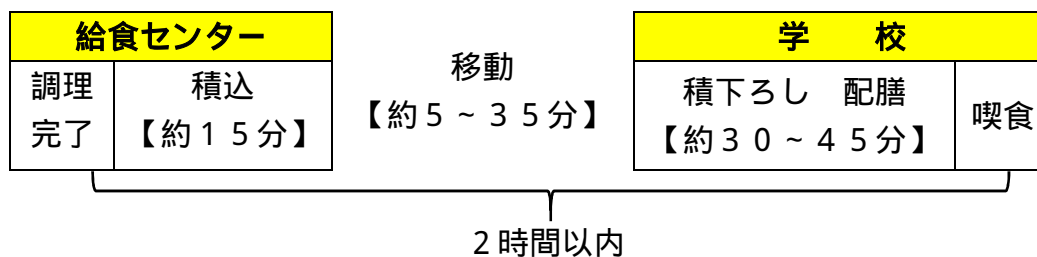 給食センター
調理
完了
積込
【約15分】
移動
【約5~35分】
学 校
積下ろし 配膳
【約30~45分】
喫食
2時間以内